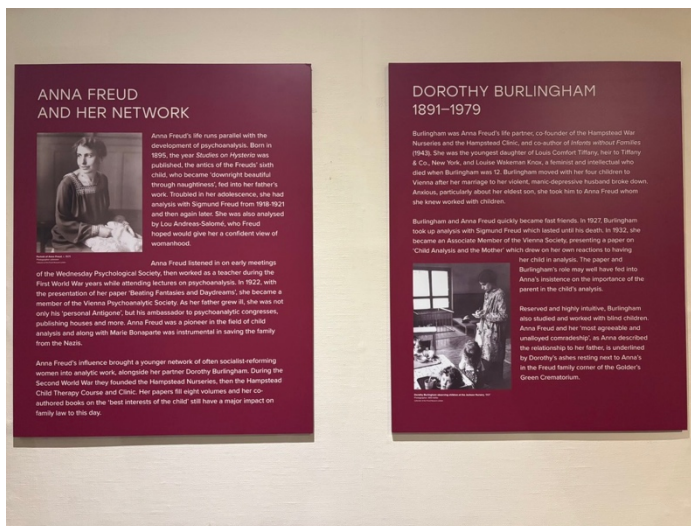 ANNA FREUD
AND HER NETWORK
Anna Freud's life runs parallel with the
development of psychoanalysis. Born in
1895, the year Studies on Hysteria was
published, the antics of the Freuds' sixth
child, who became 'downright beautiful
through naughtiness', fed into her father's
work. Troubled in her adolescence, she had
analysis with Sigmund Freud from 1918-1921
and then again later. She was also analysed
by Lou Andreas-Salomé, who Freud
hoped would give her a confident view of
womanhood.
Anna Freud listened in on early meetings
of the Wednesday Psychological Society, then worked as a teacher during the
First World War years while attending lectures on psychoanalysis. In 1922, with
the presentation of her paper 'Beating Fantasies and Daydreams', she became a
member of the Vienna Psychoanalytic Society. As her father grew ill, she was not
only his 'personal Antigone', but his ambassador to psychoanalytic congresses,
publishing houses and more. Anna Freud was a pioneer in the field of child
analysis and along with Marie Bonaparte was instrumental in saving the family
from the Nazis.
Anna Freud's influence brought a younger network of often socialist-reforming
women into analytic work, alongside her partner Dorothy Burlingham. During the
Second World War they founded the Hampstead Nurseries, then the Hampstead
Child Therapy Course and Clinic. Her papers fill eight volumes and her co-
authored books on the 'best interests of the child' still have a major impact on
family law to this day.
DOROTHY BURLINGHAM
1891–1979
Burlingham was Anna Freud's life partner, co-founder of the Hampstead War
Nurseries and the Hampstead Clinic, and co-author of Infants without Families
(1943). She was the youngest daughter of Louis Comfort Tiffany, heir to Tiffany
& Co., New York, and Louise Wakeman Knox, a feminist and intellectual who
died when Burlingham was 12. Burlingham moved with her four children to
Vienna after her marriage to her violent, manic-depressive husband broke down.
Anxious, particularly about her eldest son, she took him to Anna Freud whom
she knew worked with children.
Burlingham and Anna Freud quickly became fast friends. In 1927, Burlingham
took up analysis with Sigmund Freud which lasted until his death. In 1932, she
became an Associate Member of the Vienna Society, presenting a paper on
'Child Analysis and the Mother' which drew on her own reactions to having
her child in analysis. The paper and
Burlingham's role may well have fed into
Anna's insistence on the importance of the
parent in the child's analysis.
Reserved and highly intuitive, Burlingham
also studied and worked with blind children.
Anna Freud and her 'most agreeable and
unalloyed comradeship', as Anna described
the relationship to her father, is underlined
by Dorothy's ashes resting next to Anna's
in the Freud family corner of the Golder's
Green Crematorium.